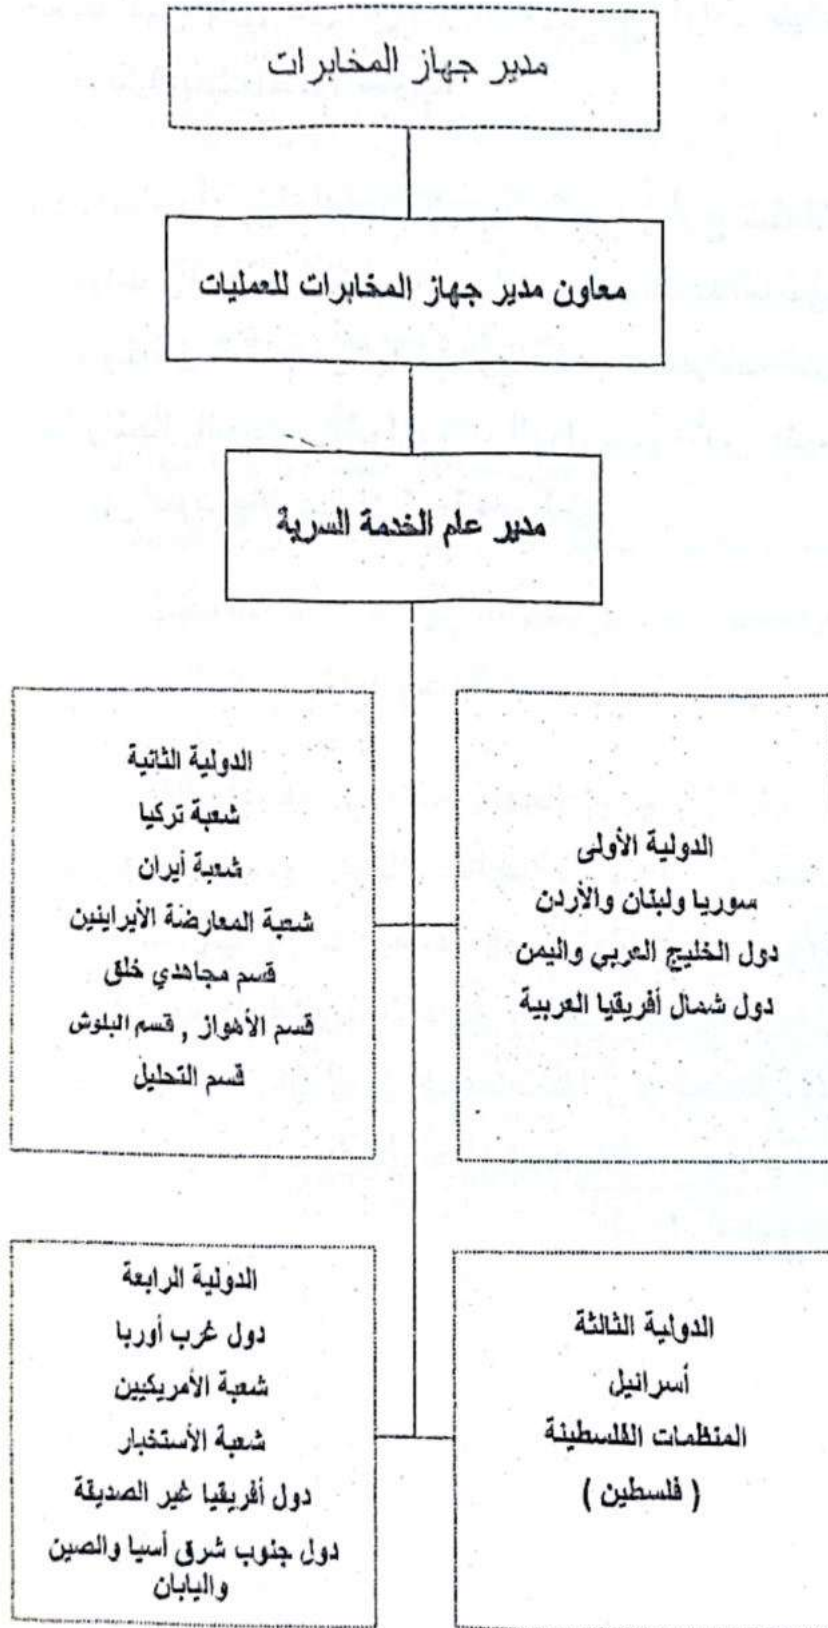 مدير جهاز المخابرات
معاون مدير جهاز المخابرات للعمليات
مدير عام الخدمة السرية
الدولية الأولى
سوريا ولبنان والأردن
دول الخليج العربي واليمن
دول شمال أفريقيا العربية
الدولية الثانية
شعبة تركيا
شعبة أيران
شعبة المعارضة الأيراينين
قسم مجاهدي خلق
قسم الأهواز , قسم البلوش
قسم التحليل
الدولية الثالثة
أسرائيل
المنظمات الفلسطينة
( فلسطين )
الدولية الرابعة
دول غرب أوربا
شعبة الأمريكيين
شعبة الأستخبار
دول أفريقيا غير الصديقة
دول جنوب شرق أسيا والصين
واليابان